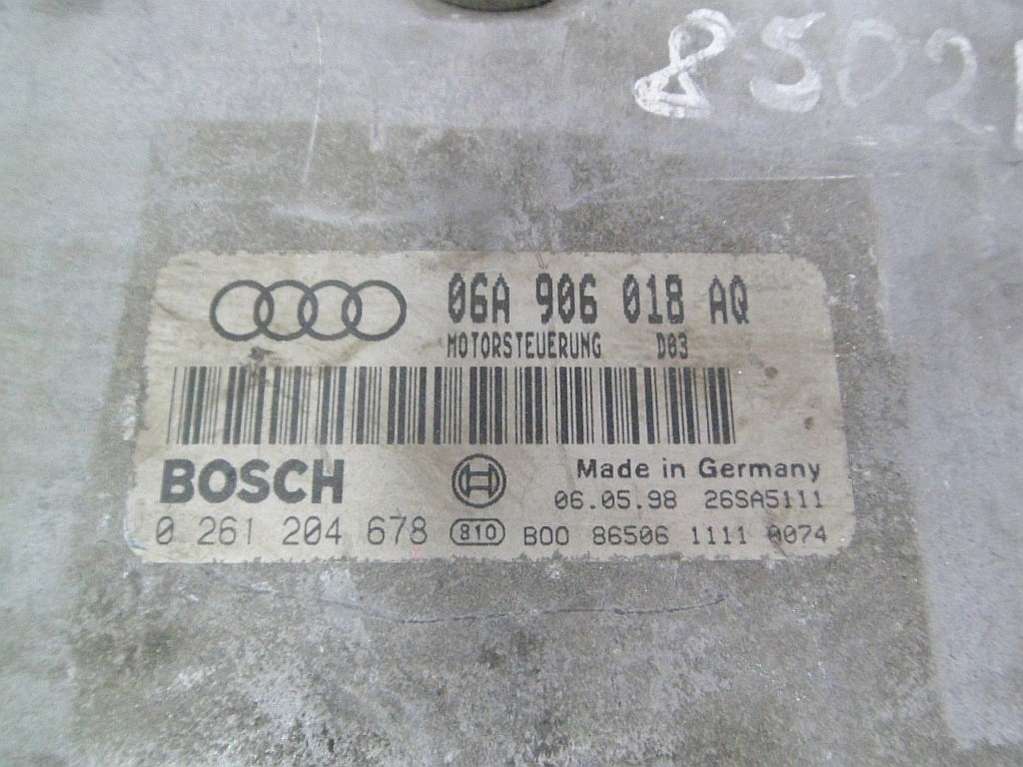 8502
06A 906 018 AQ
MOTORSTEUERUNG D03
BOSCH
Made in Germany
06.05.98 26SA5111
0 261 204 678 810 B00 86506 1111 0074